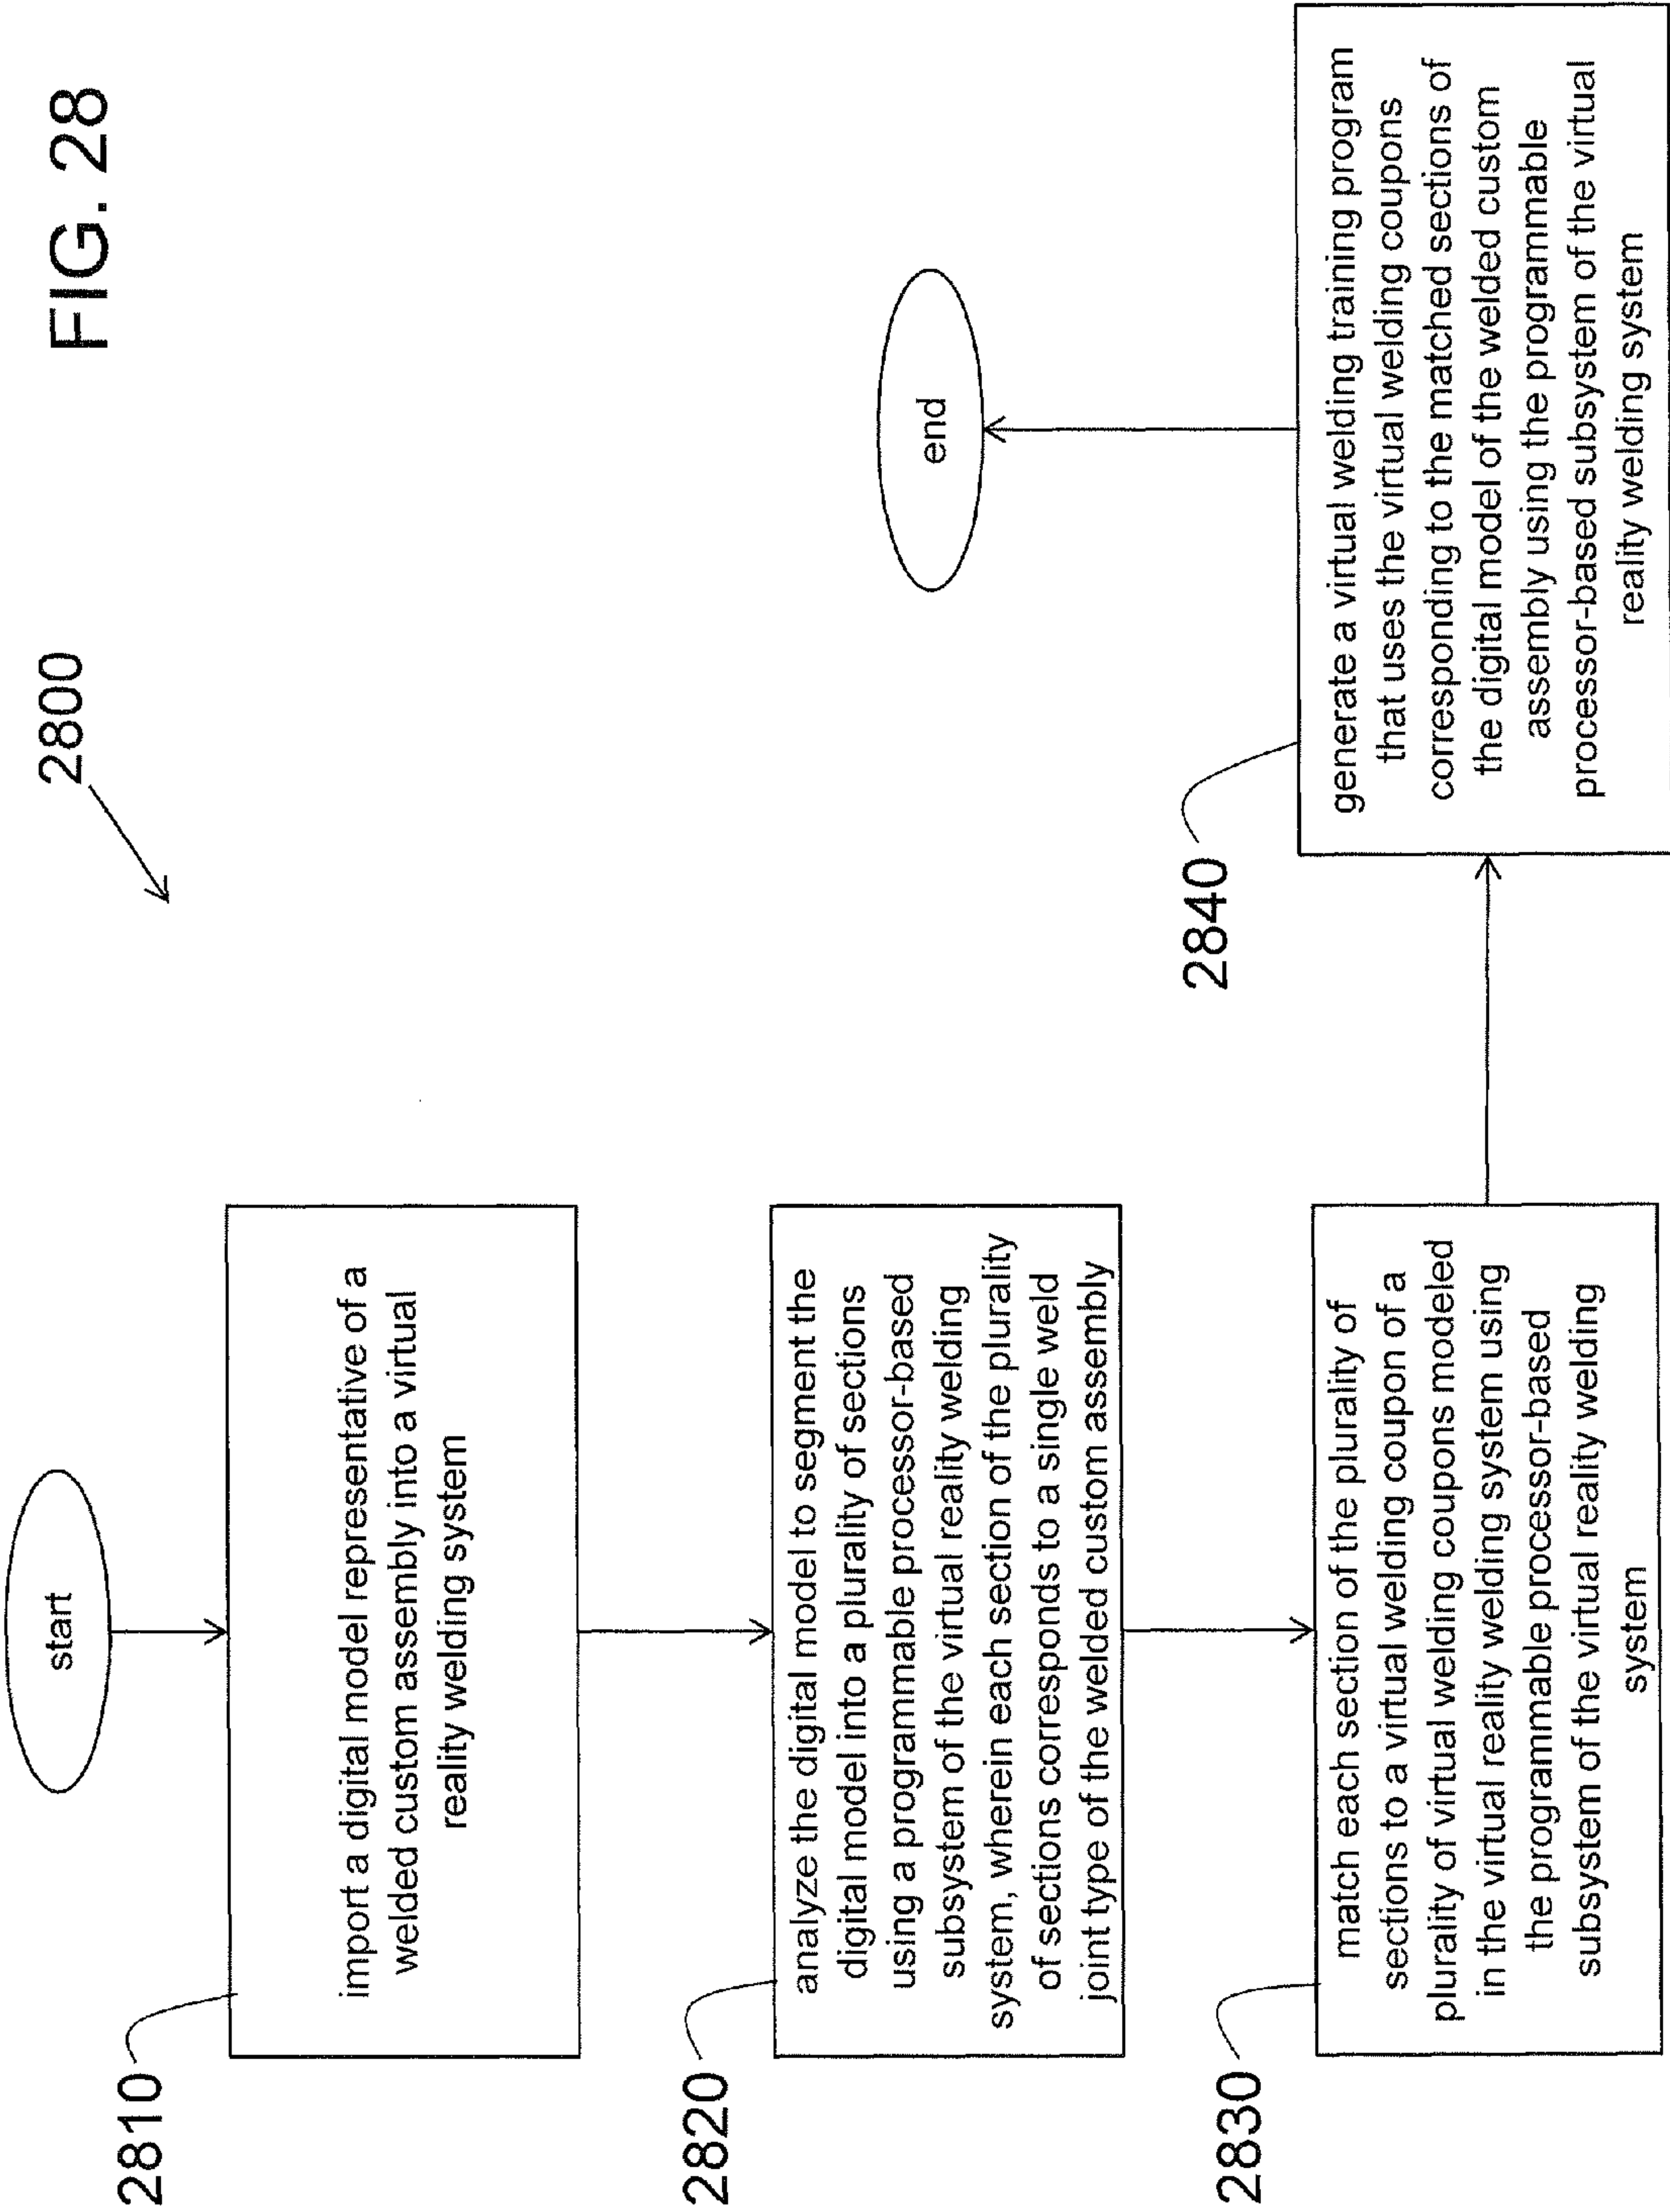 FIG. 28
2800
start
2810
import a digital model representative of a
welded custom assembly into a virtual
reality welding system
2820
analyze the digital model to segment the
digital model into a plurality of sections
using a programmable processor-based
subsystem of the virtual reality welding
system, wherein each section of the plurality
of sections corresponds to a single weld
joint type of the welded custom assembly
2830
match each section of the plurality of
sections to a virtual welding coupon of a
plurality of virtual welding coupons modeled
in the virtual reality welding system using
the programmable processor-based
subsystem of the virtual reality welding
system
2840
generate a virtual welding training program
that uses the virtual welding coupons
corresponding to the matched sections of
the digital model of the welded custom
assembly using the programmable
processor-based subsystem of the virtual
reality welding system
end